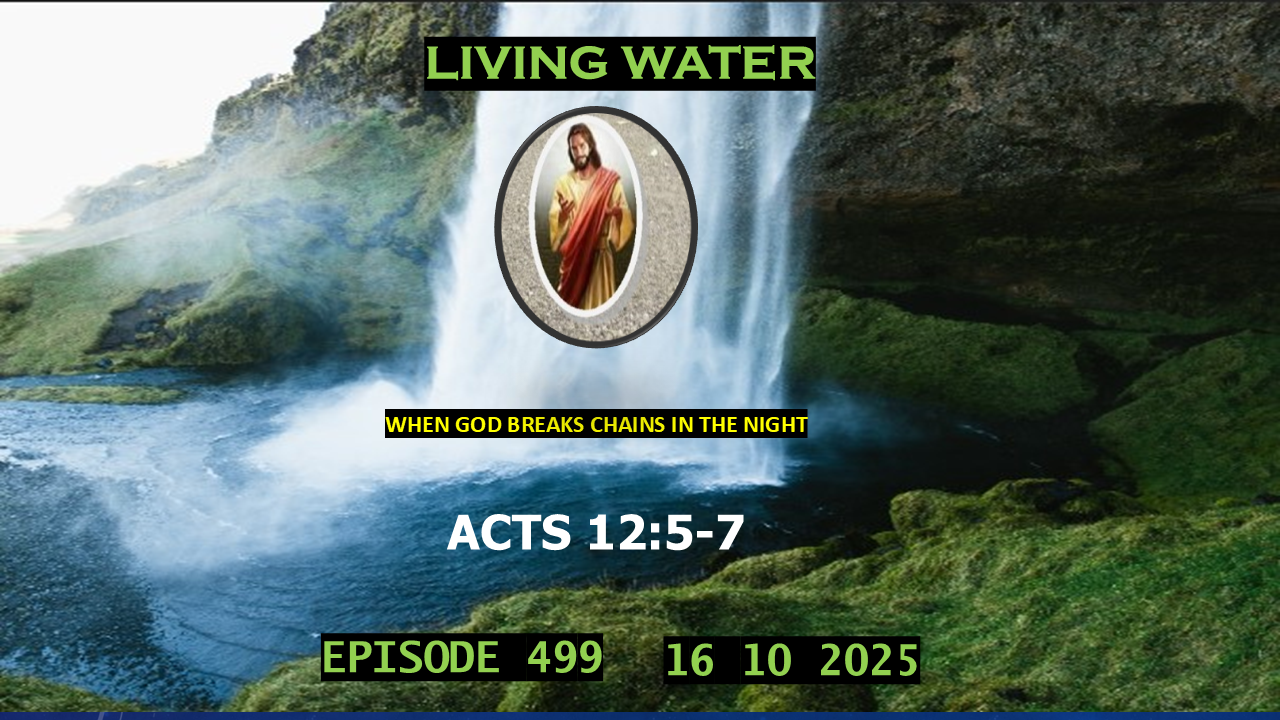 LIVING WATER
WHEN GOD BREAKS CHAINS IN THE NIGHT
ACTS 12:5-7
EPISODE 499
16 10 2025